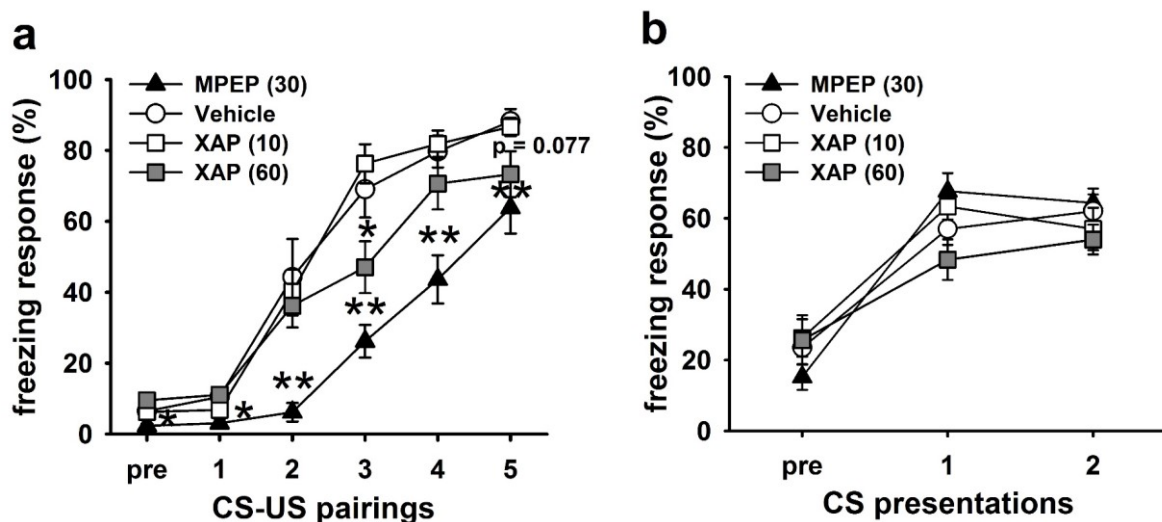 a
MPEP (30)
Vehicle
XAP (10)
XAP (60)
freezing response (%)
100
80
60
40
20
0
p = 0.077
*
**
**
**
**
*
*
pre 1 2 3 4 5
CS-US pairings
b
MPEP (30)
Vehicle
XAP (10)
XAP (60)
freezing response (%)
100
80
60
40
20
0
pre 1 2
CS presentations